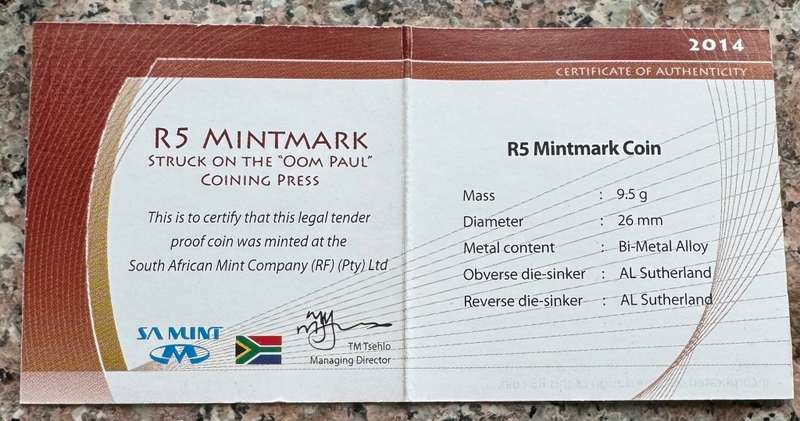 R5 MINTMARK
STRUCK ON THE "OOM PAUL"
COINING PRESS
This is to certify that this legal tender
proof coin was minted at the
South African Mint Company (RF) (Pty) Ltd
SA MINT
TM Tsehlo
Managing Director
2014
CERTIFICATE OF AUTHENTICITY
R5 Mintmark Coin
Mass : 9.5 g
Diameter : 26 mm
Metal content : Bi-Metal Alloy
Obverse die-sinker : AL Sutherland
Reverse die-sinker : AL Sutherland